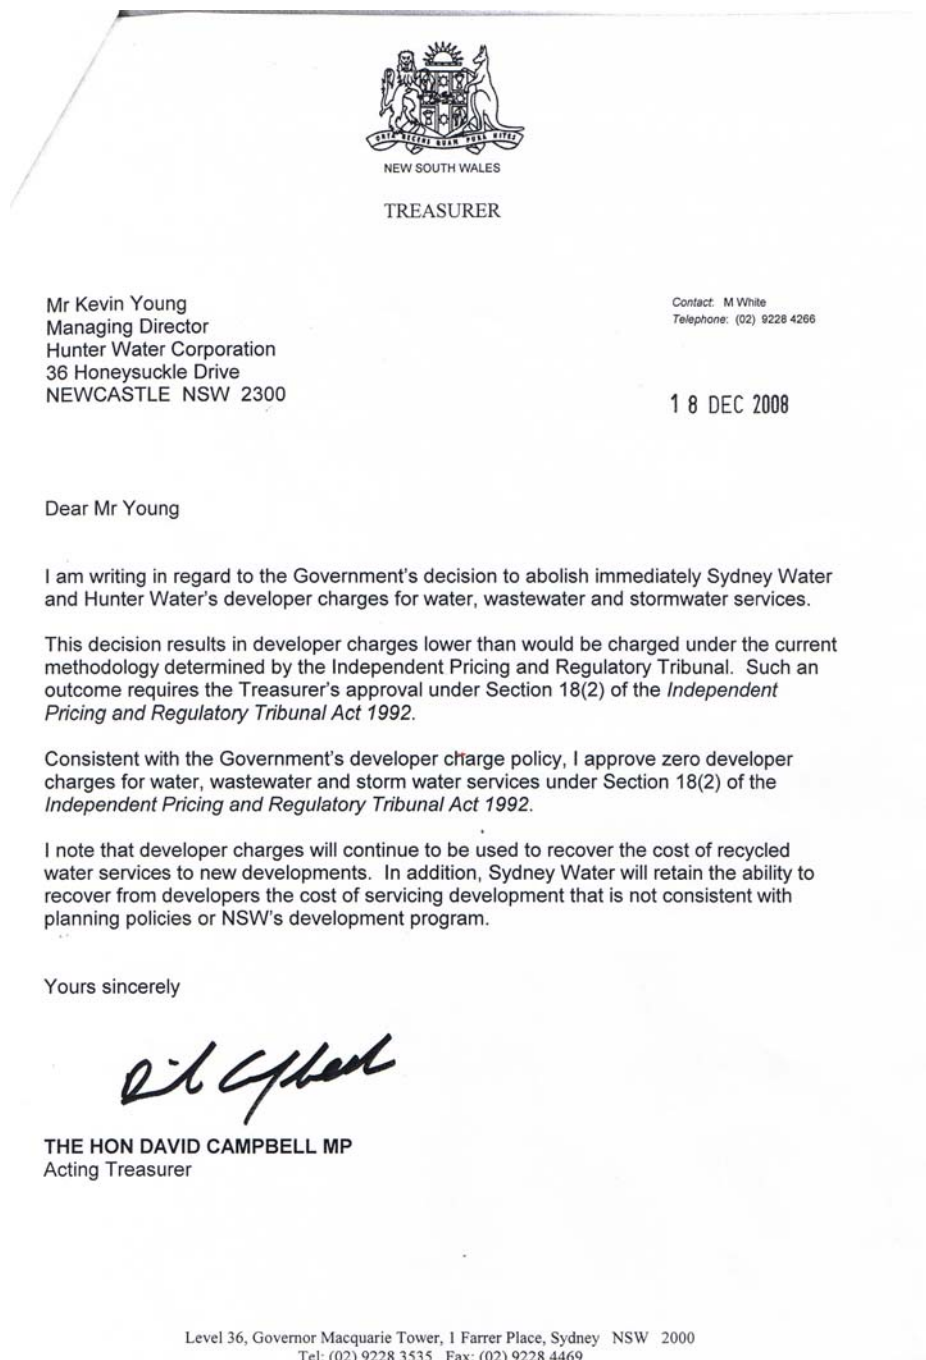 ORTA RECENS QUAM PURA NITES
NEW SOUTH WALES
TREASURER
Mr Kevin Young
Managing Director
Hunter Water Corporation
36 Honeysuckle Drive
NEWCASTLE NSW 2300
Contact: M White
Telephone: (02) 9228 4266
18 DEC 2008
Dear Mr Young
I am writing in regard to the Government's decision to abolish immediately Sydney Water
and Hunter Water's developer charges for water, wastewater and stormwater services.
This decision results in developer charges lower than would be charged under the current
methodology determined by the Independent Pricing and Regulatory Tribunal. Such an
outcome requires the Treasurer's approval under Section 18(2) of the Independent
Pricing and Regulatory Tribunal Act 1992.
Consistent with the Government's developer charge policy, I approve zero developer
charges for water, wastewater and storm water services under Section 18(2) of the
Independent Pricing and Regulatory Tribunal Act 1992.
I note that developer charges will continue to be used to recover the cost of recycled
water services to new developments. In addition, Sydney Water will retain the ability to
recover from developers the cost of servicing development that is not consistent with
planning policies or NSW's development program.
Yours sincerely
THE HON DAVID CAMPBELL MP
Acting Treasurer
Level 36, Governor Macquarie Tower, 1 Farrer Place, Sydney NSW 2000
Tel: (02) 9228 3535 Fax: (02) 9228 4469